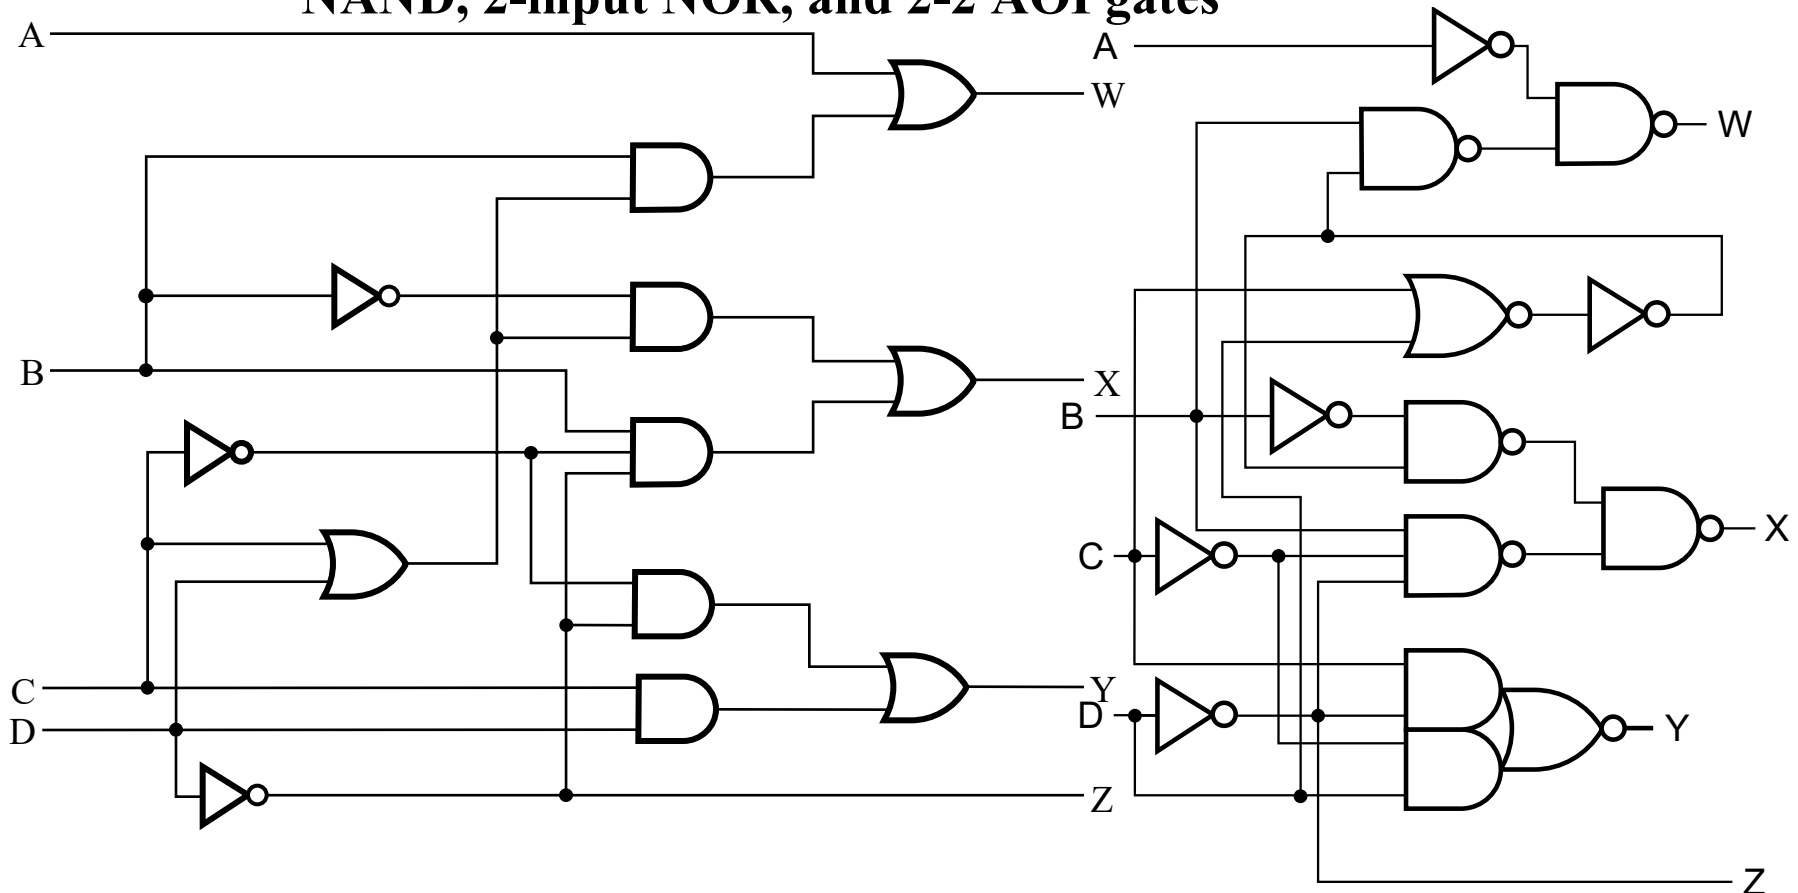 NAND, 2-input NOR, and 2-2 AOI gates
A
W
B
X
C
D
Y
Z
A
W
B
X
C
D
Y
Z